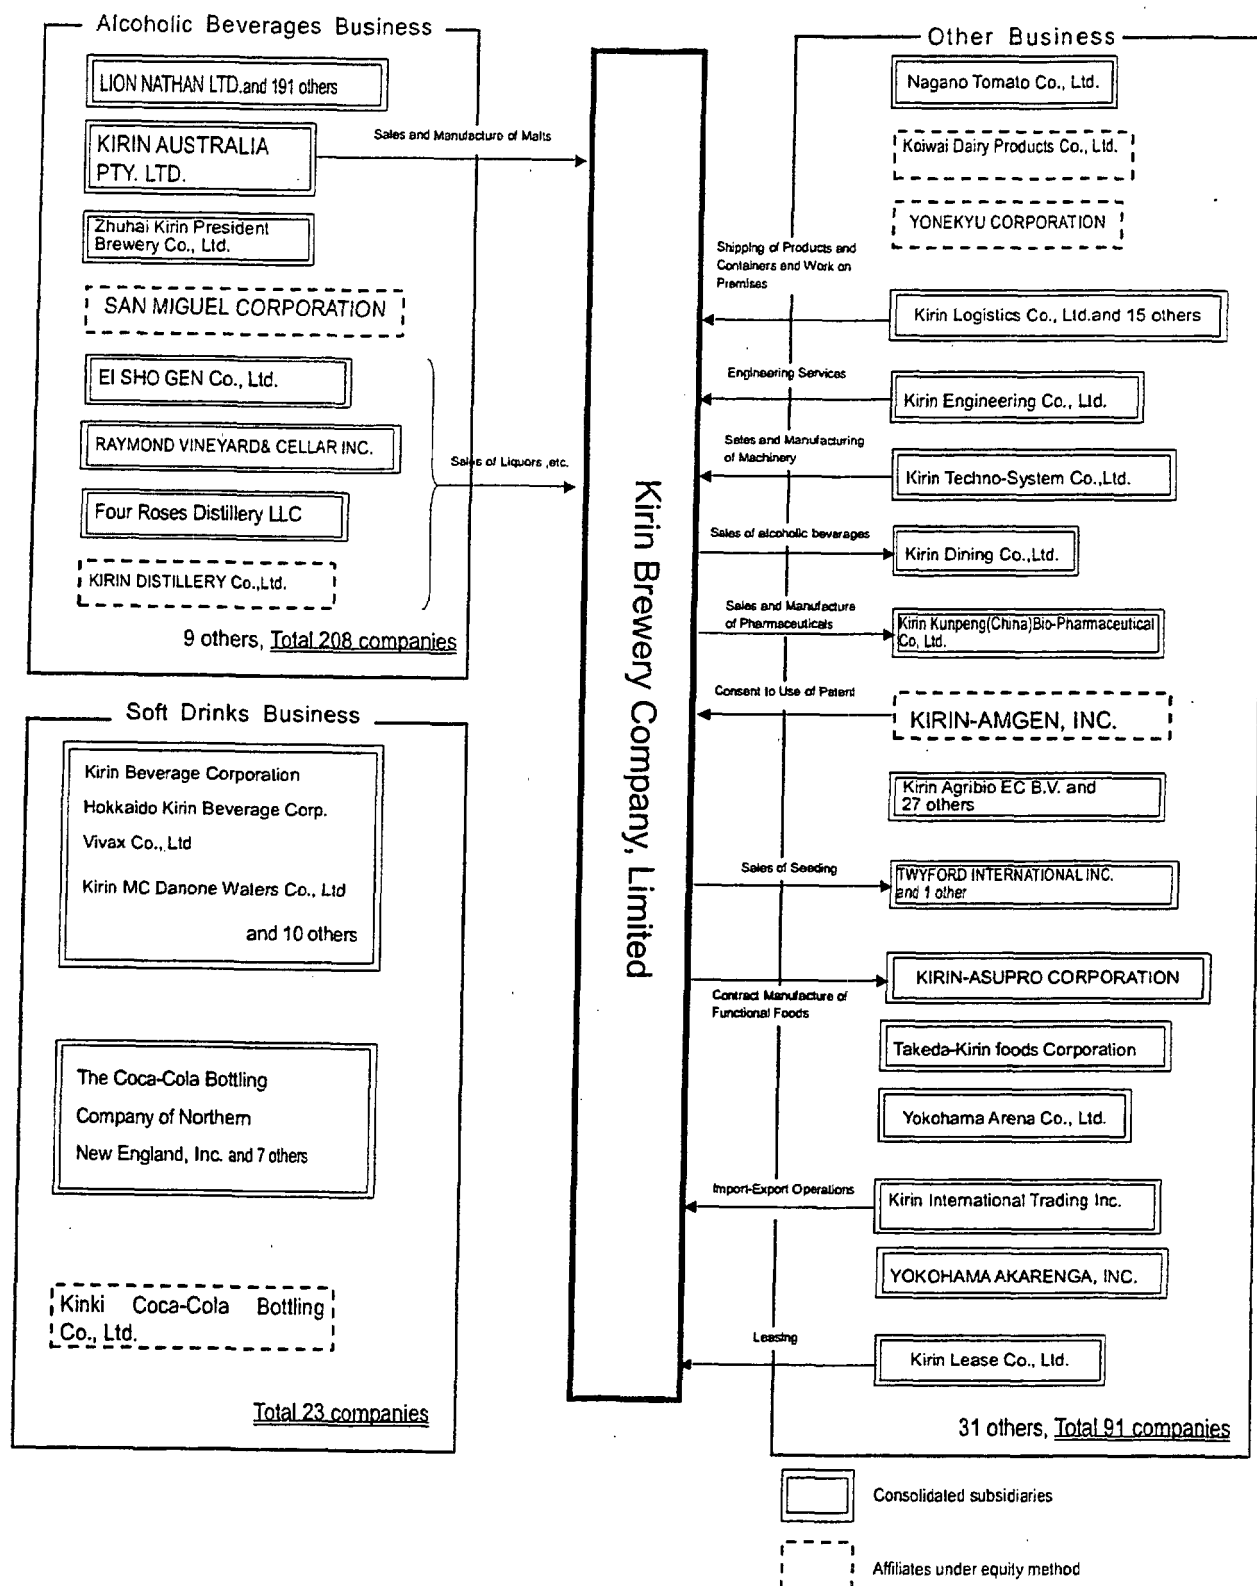 Alcoholic Beverages Business
LION NATHAN LTD.and 191 others
KIRIN AUSTRALIA
PTY. LTD.
Sales and Manufacture of Malts
Zhuhai Kirin President
Brewery Co., Ltd.
SAN MIGUEL CORPORATION
EI SHO GEN Co., Ltd.
RAYMOND VINEYARD& CELLAR INC.
Sales of Liquors ,etc.
Four Roses Distillery LLC
KIRIN DISTILLERY Co.,Ltd.
9 others, Total 208 companies
Soft Drinks Business
Kirin Beverage Corporation
Hokkaido Kirin Beverage Corp.
Vivax Co., Ltd
Kirin MC Danone Waters Co., Ltd
and 10 others
The Coca-Cola Bottling
Company of Northern
New England, Inc. and 7 others
Kinki Coca-Cola Bottling
Co., Ltd.
Total 23 companies
Kirin Brewery Company, Limited
Other Business
Nagano Tomato Co., Ltd.
Koiwai Dairy Products Co., Ltd.
YONEKYU CORPORATION
Shipping of Products and
Containers and Work on
Premises
Kirin Logistics Co., Ltd.and 15 others
Engineering Services
Kirin Engineering Co., Ltd.
Sales and Manufacturing
of Machinery
Kirin Techno-System Co.,Ltd.
Sales of alcoholic beverages
Kirin Dining Co.,Ltd.
Sales and Manufacture
of Pharmaceuticals
Kirin Kunpeng(China)Bio-Pharmaceutical
Co, Ltd.
Consent to Use of Patent
KIRIN-AMGEN, INC.
Kirin Agribio EC B.V. and
27 others
Sales of Seeding
TWYFORD INTERNATIONAL INC.
and 1 other
KIRIN-ASUPRO CORPORATION
Contract Manufacture of
Functional Foods
Takeda-Kirin foods Corporation
Yokohama Arena Co., Ltd.
Import-Export Operations
Kirin International Trading Inc.
YOKOHAMA AKARENGA, INC.
Leasing
Kirin Lease Co., Ltd.
31 others, Total 91 companies
Consolidated subsidiaries
Affiliates under equity method